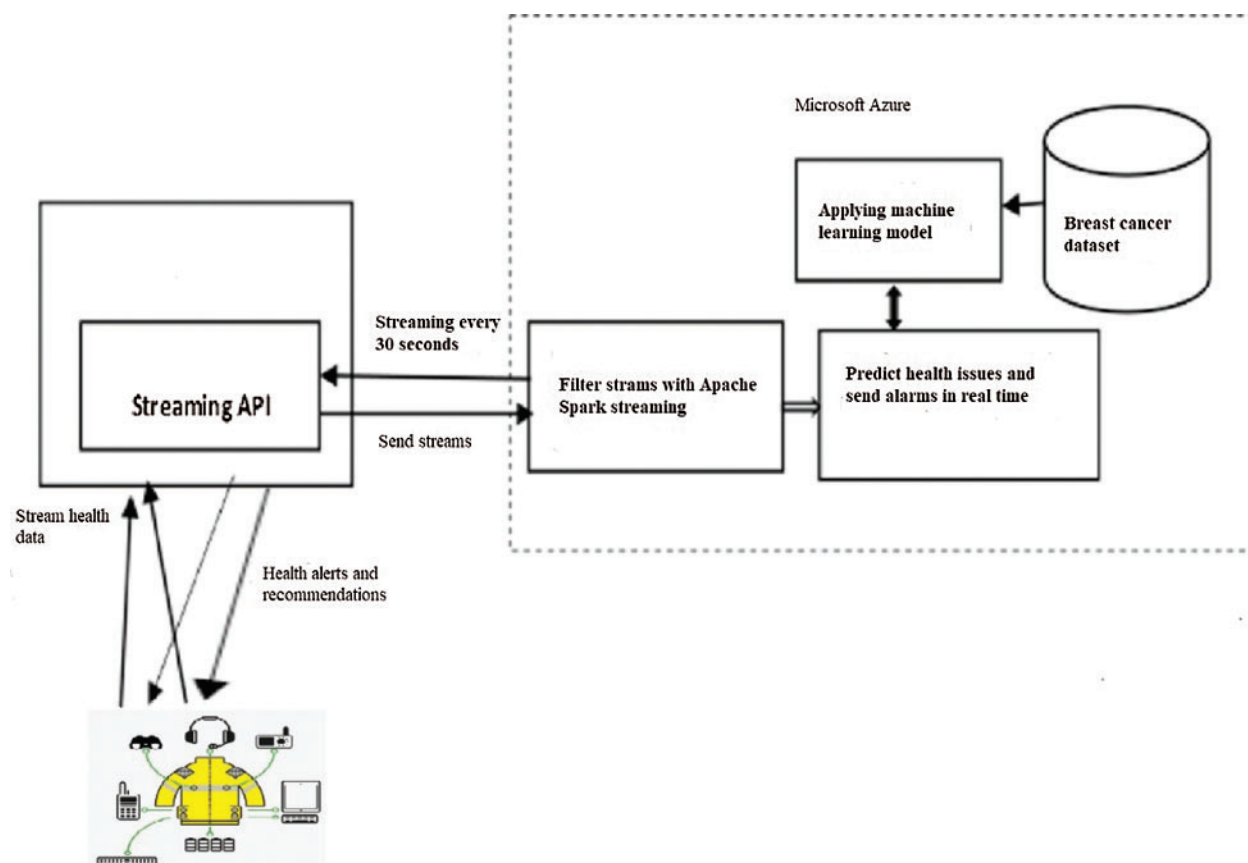 Microsoft Azure
Applying machine
learning model
Breast cancer
dataset
Streaming every
30 seconds
Streaming API
Filter strams with Apache
Spark streaming
Predict health issues and
send alarms in real time
Send streams
Stream health
data
Health alerts and
recommendations